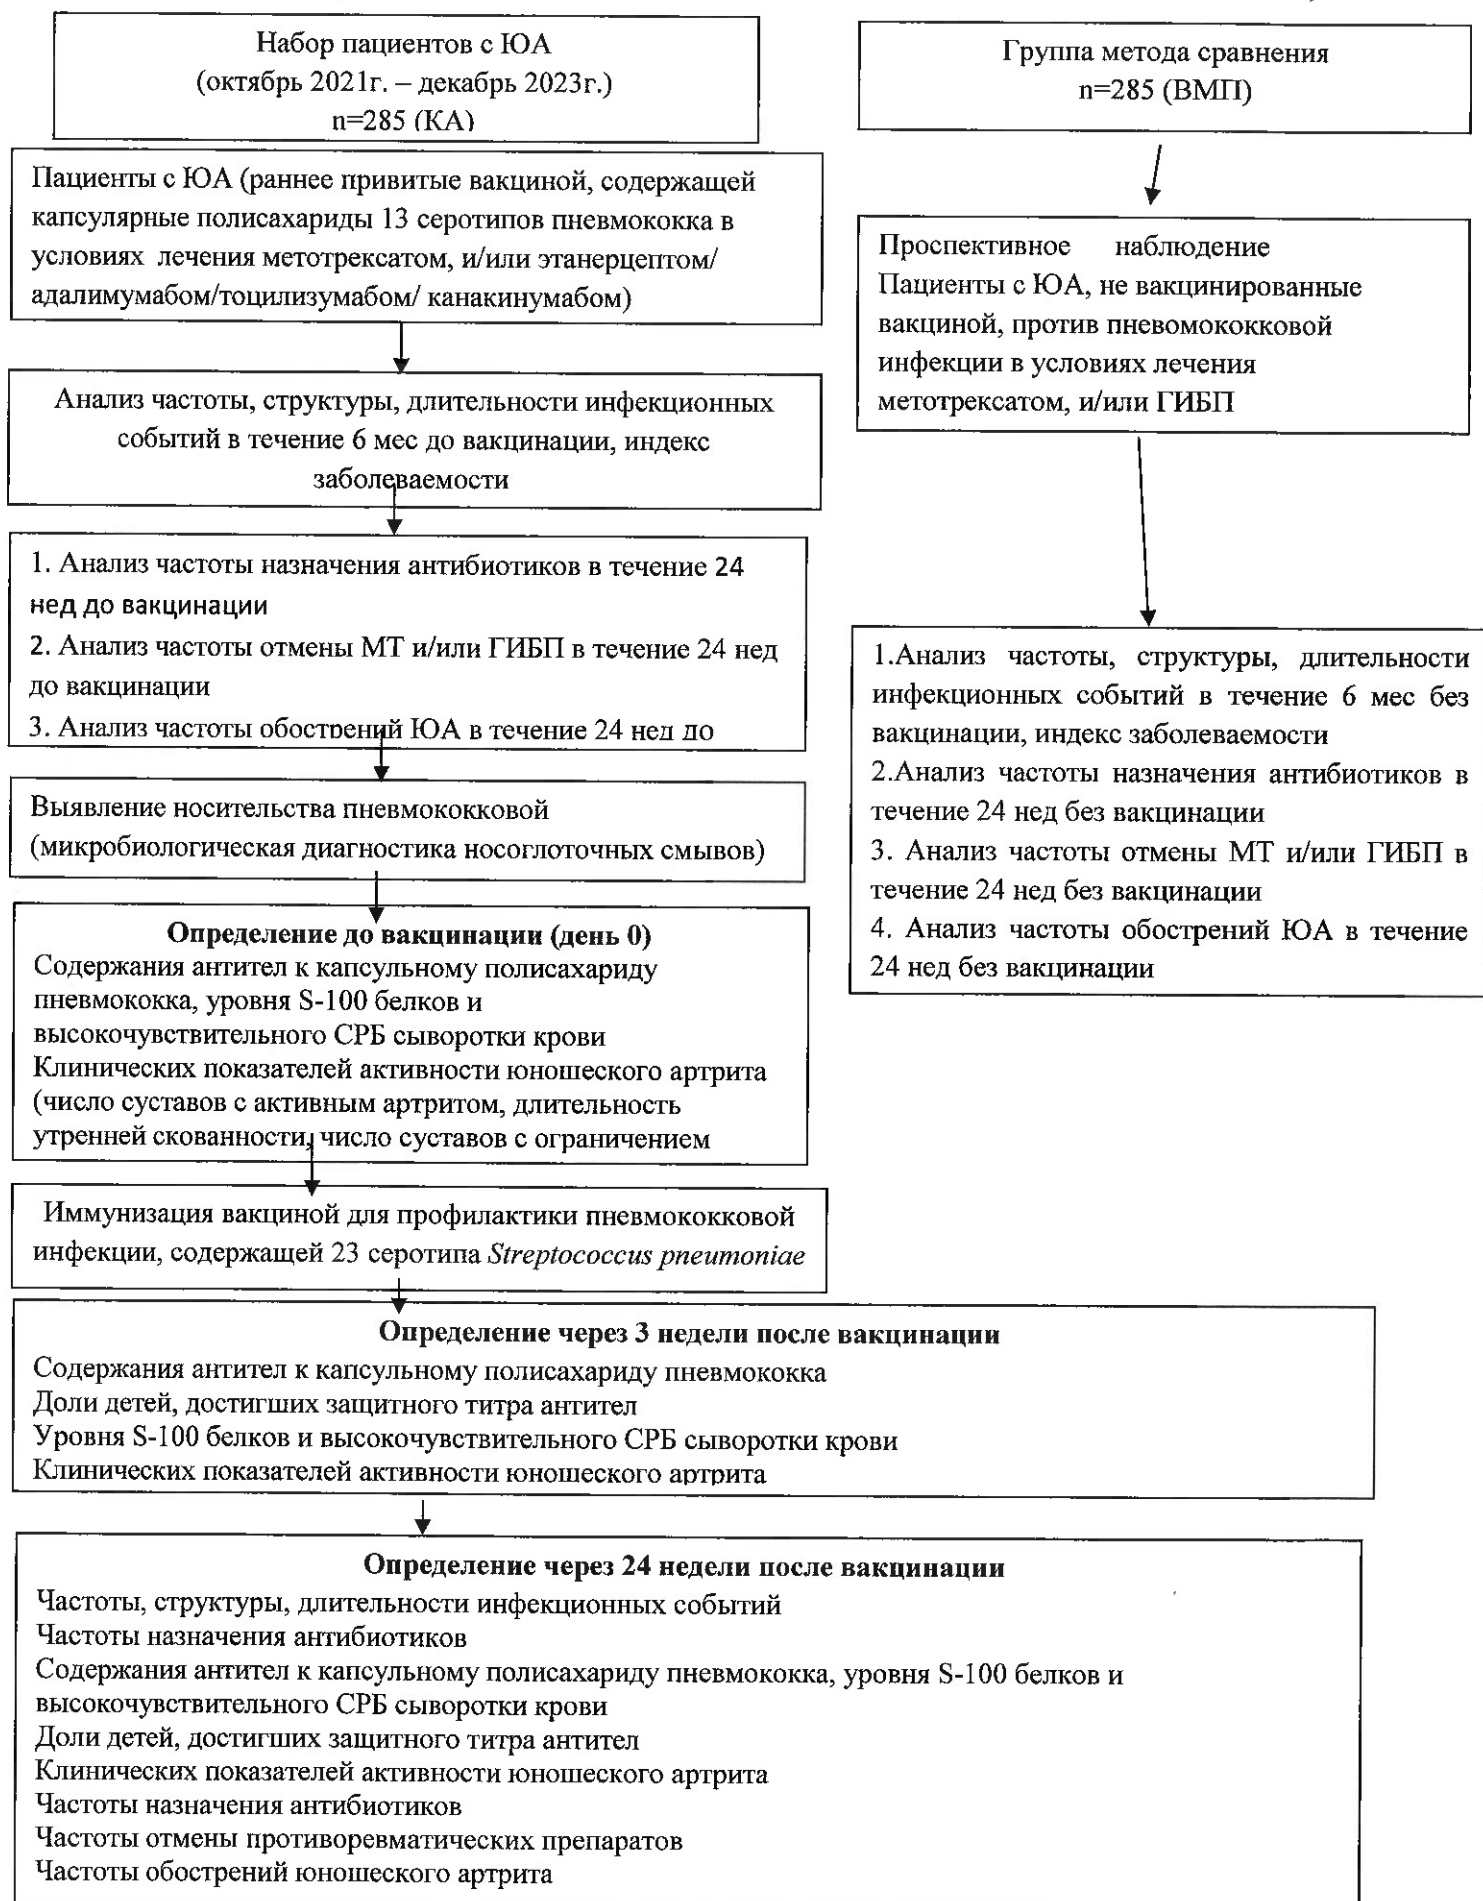 Набор пациентов с ЮА
(октябрь 2021г. – декабрь 2023г.)
n=285 (КА)
Пациенты с ЮА (раннее привитые вакциной, содержащей
капсулярные полисахариды 13 серотипов пневмококка в
условиях лечения метотрексатом, и/или этанерцептом/
адалимумабом/тоцилизумабом/ канакинумабом)
Анализ частоты, структуры, длительности инфекционных
событий в течение 6 мес до вакцинации, индекс
заболеваемости
1. Анализ частоты назначения антибиотиков в течение 24
нед до вакцинации
2. Анализ частоты отмены МТ и/или ГИБП в течение 24 нед
до вакцинации
3. Анализ частоты обострений ЮА в течение 24 нед до
Выявление носительства пневмококковой
(микробиологическая диагностика носоглоточных смывов)
Определение до вакцинации (день 0)
Содержания антител к капсульному полисахариду
пневмококка, уровня S-100 белков и
высокочувствительного СРБ сыворотки крови
Клинических показателей активности юношеского артрита
(число суставов с активным артритом, длительность
утренней скованности, число суставов с ограничением
Иммунизация вакциной для профилактики пневмококковой
инфекции, содержащей 23 серотипа Streptococcus pneumoniae
Определение через 3 недели после вакцинации
Содержания антител к капсульному полисахариду пневмококка
Доли детей, достигших защитного титра антител
Уровня S-100 белков и высокочувствительного СРБ сыворотки крови
Клинических показателей активности юношеского артрита
Определение через 24 недели после вакцинации
Частоты, структуры, длительности инфекционных событий
Частоты назначения антибиотиков
Содержания антител к капсульному полисахариду пневмококка, уровня S-100 белков и
высокочувствительного СРБ сыворотки крови
Доли детей, достигших защитного титра антител
Клинических показателей активности юношеского артрита
Частоты назначения антибиотиков
Частоты отмены противоревматических препаратов
Частоты обострений юношеского артрита
Группа метода сравнения
n=285 (ВМП)
Проспективное наблюдение
Пациенты с ЮА, не вакцинированные
вакциной, против пневомококковой
инфекции в условиях лечения
метотрексатом, и/или ГИБП
1.Анализ частоты, структуры, длительности
инфекционных событий в течение 6 мес без
вакцинации, индекс заболеваемости
2.Анализ частоты назначения антибиотиков в
течение 24 нед без вакцинации
3. Анализ частоты отмены МТ и/или ГИБП в
течение 24 нед без вакцинации
4. Анализ частоты обострений ЮА в течение
24 нед без вакцинации